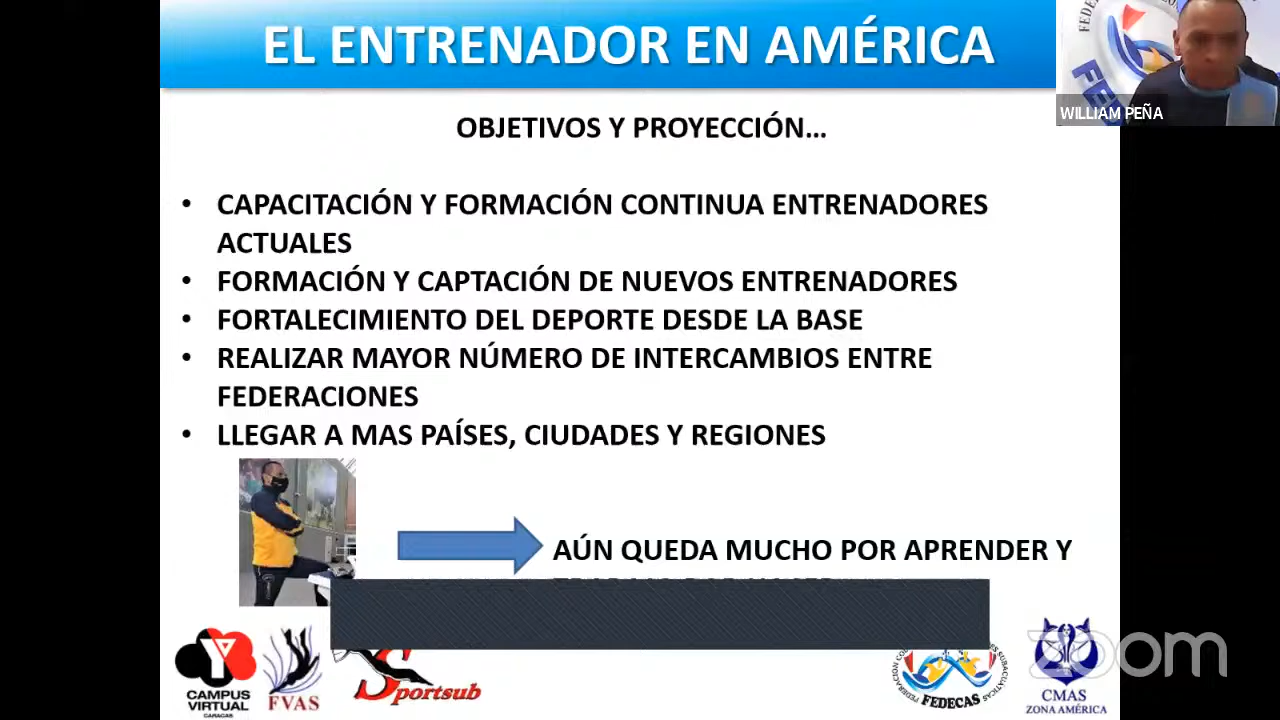 EL ENTRENADOR EN AMÉRICA
WILLIAM PEÑA
OBJETIVOS Y PROYECCIÓN...
• CAPACITACIÓN Y FORMACIÓN CONTINUA ENTRENADORES
ACTUALES
• FORMACIÓN Y CAPTACIÓN DE NUEVOS ENTRENADORES
• FORTALECIMIENTO DEL DEPORTE DESDE LA BASE
• REALIZAR MAYOR NÚMERO DE INTERCAMBIOS ENTRE
FEDERACIONES
• LLEGAR A MAS PAÍSES, CIUDADES Y REGIONES
AÚN QUEDA MUCHO POR APRENDER Y
CAMPUS
VIRTUAL
CARACAS
FVAS
Sportsub
FEDECAS
CMAS
ZONA AMÉRICA
zoom